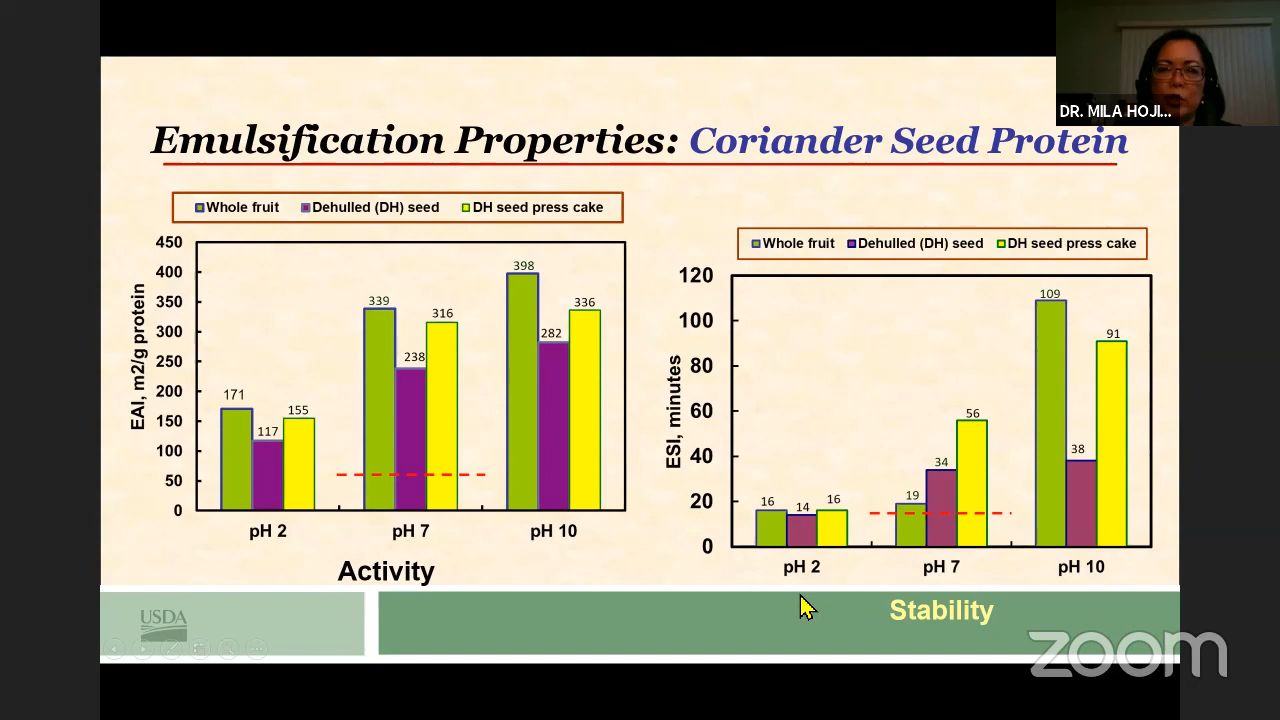 DR. MILA HOJI...
Emulsification Properties: Coriander Seed Protein
Whole fruit Dehulled (DH) seed DH seed press cake
EAI, m2/g protein
450
400
350
300
250
200
150
100
50
0
171
117
155
339
238
316
398
282
336
pH 2 pH 7 pH 10
Activity
Whole fruit Dehulled (DH) seed DH seed press cake
ESI, minutes
120
100
80
60
40
20
0
16
14
16
19
34
56
109
38
91
pH 2 pH 7 pH 10
Stability
USDA
zoom